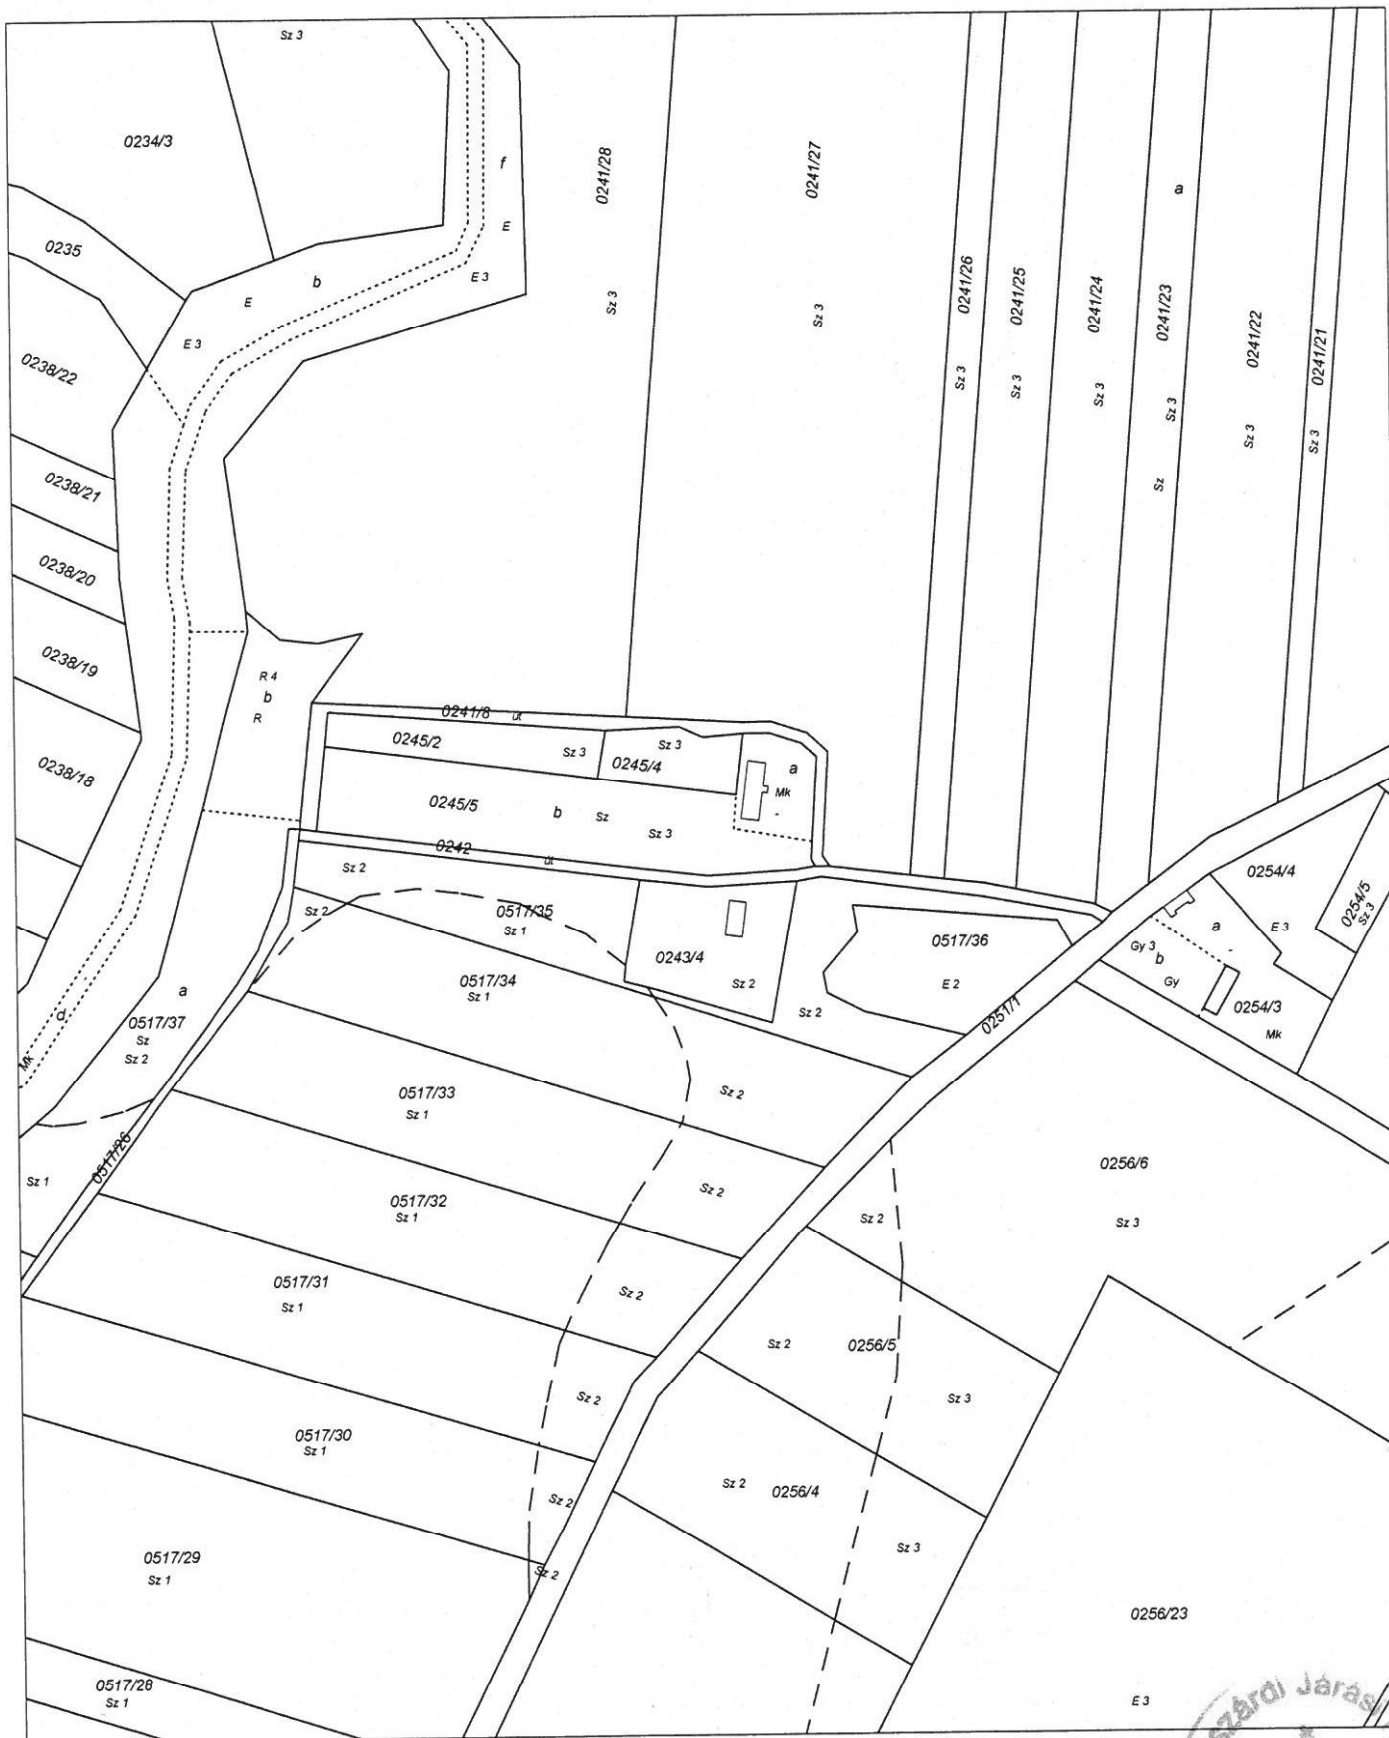 Sz 3
0234/3
f
0241/28
0241/27
a
E
0235
b
E
E 3
E 3
Sz 3
Sz 3
0241/26
0241/25
0241/24
0241/23
0241/22
0241/21
0238/22
Sz 3
Sz 3
Sz 3
Sz 3
Sz 3
Sz 3
Sz
0238/21
0238/20
0238/19
R 4
b
R
0241/8
út
0238/18
0245/2
Sz 3
Sz 3
0245/4
a
Mk
-
0245/5
b
Sz
Sz 3
0242
út
Sz 2
0254/4
0254/5
Sz 3
Sz 2
0517/35
Sz 1
a
-
E 3
0517/36
Gy 3
b
Gy
0243/4
Sz 2
E 2
0517/34
Sz 1
a
0254/3
Mk
Sz 2
0251/1
d
0517/37
Sz
Sz 2
Mk
0517/33
Sz 1
Sz 2
0517/26
0256/6
Sz 1
Sz 2
0517/32
Sz 1
Sz 2
Sz 3
0517/31
Sz 1
Sz 2
Sz 2
0256/5
Sz 3
Sz 2
0517/30
Sz 1
Sz 2
0256/4
Sz 2
Sz 3
0517/29
Sz 1
Sz 2
0256/23
0517/28
Sz 1
E 3
szárdi Járás